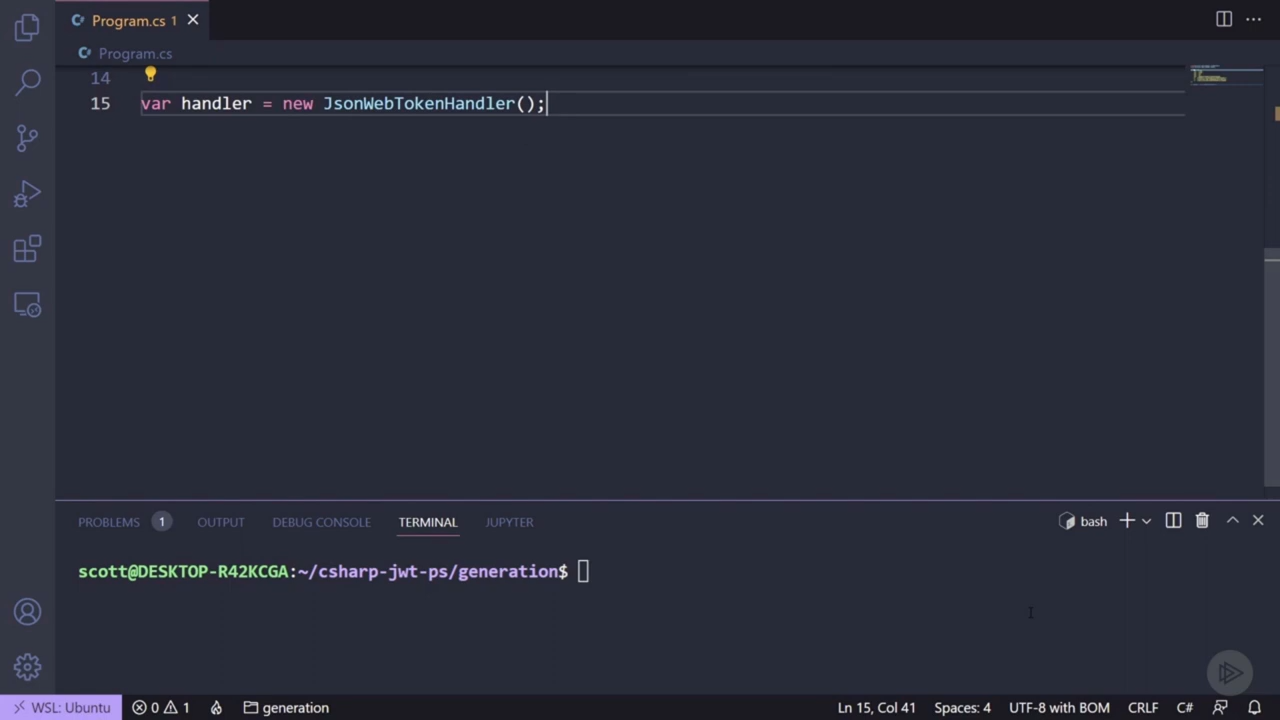 Program.cs 1
Program.cs
14
15 var handler = new JsonWebTokenHandler();
PROBLEMS 1 OUTPUT DEBUG CONSOLE TERMINAL JUPYTER bash
scott@DESKTOP-R42KCGA:~/csharp-jwt-ps/generation$
WSL: Ubuntu 0 1 generation Ln 15, Col 41 Spaces: 4 UTF-8 with BOM CRLF C#